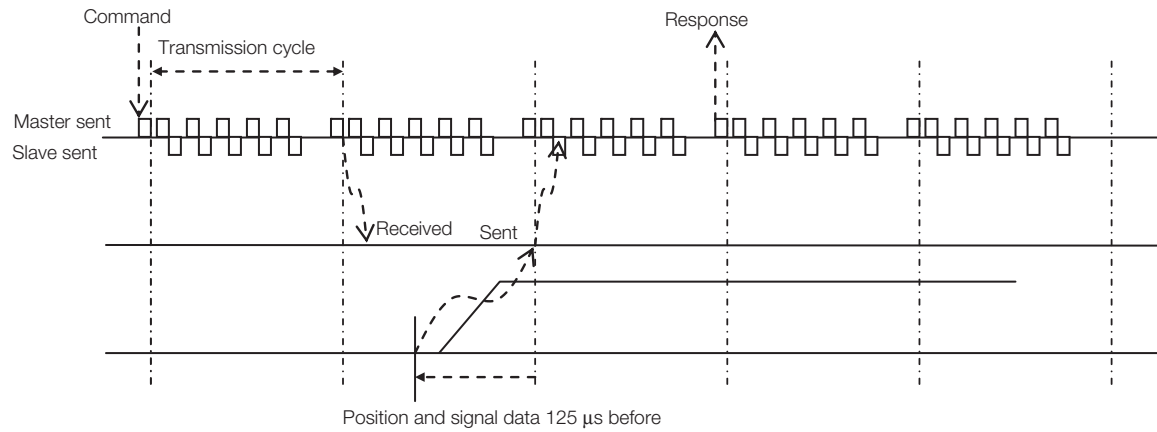 Command
Response
Transmission cycle
Master sent
Slave sent
Received
Sent
Position and signal data 125 μs before